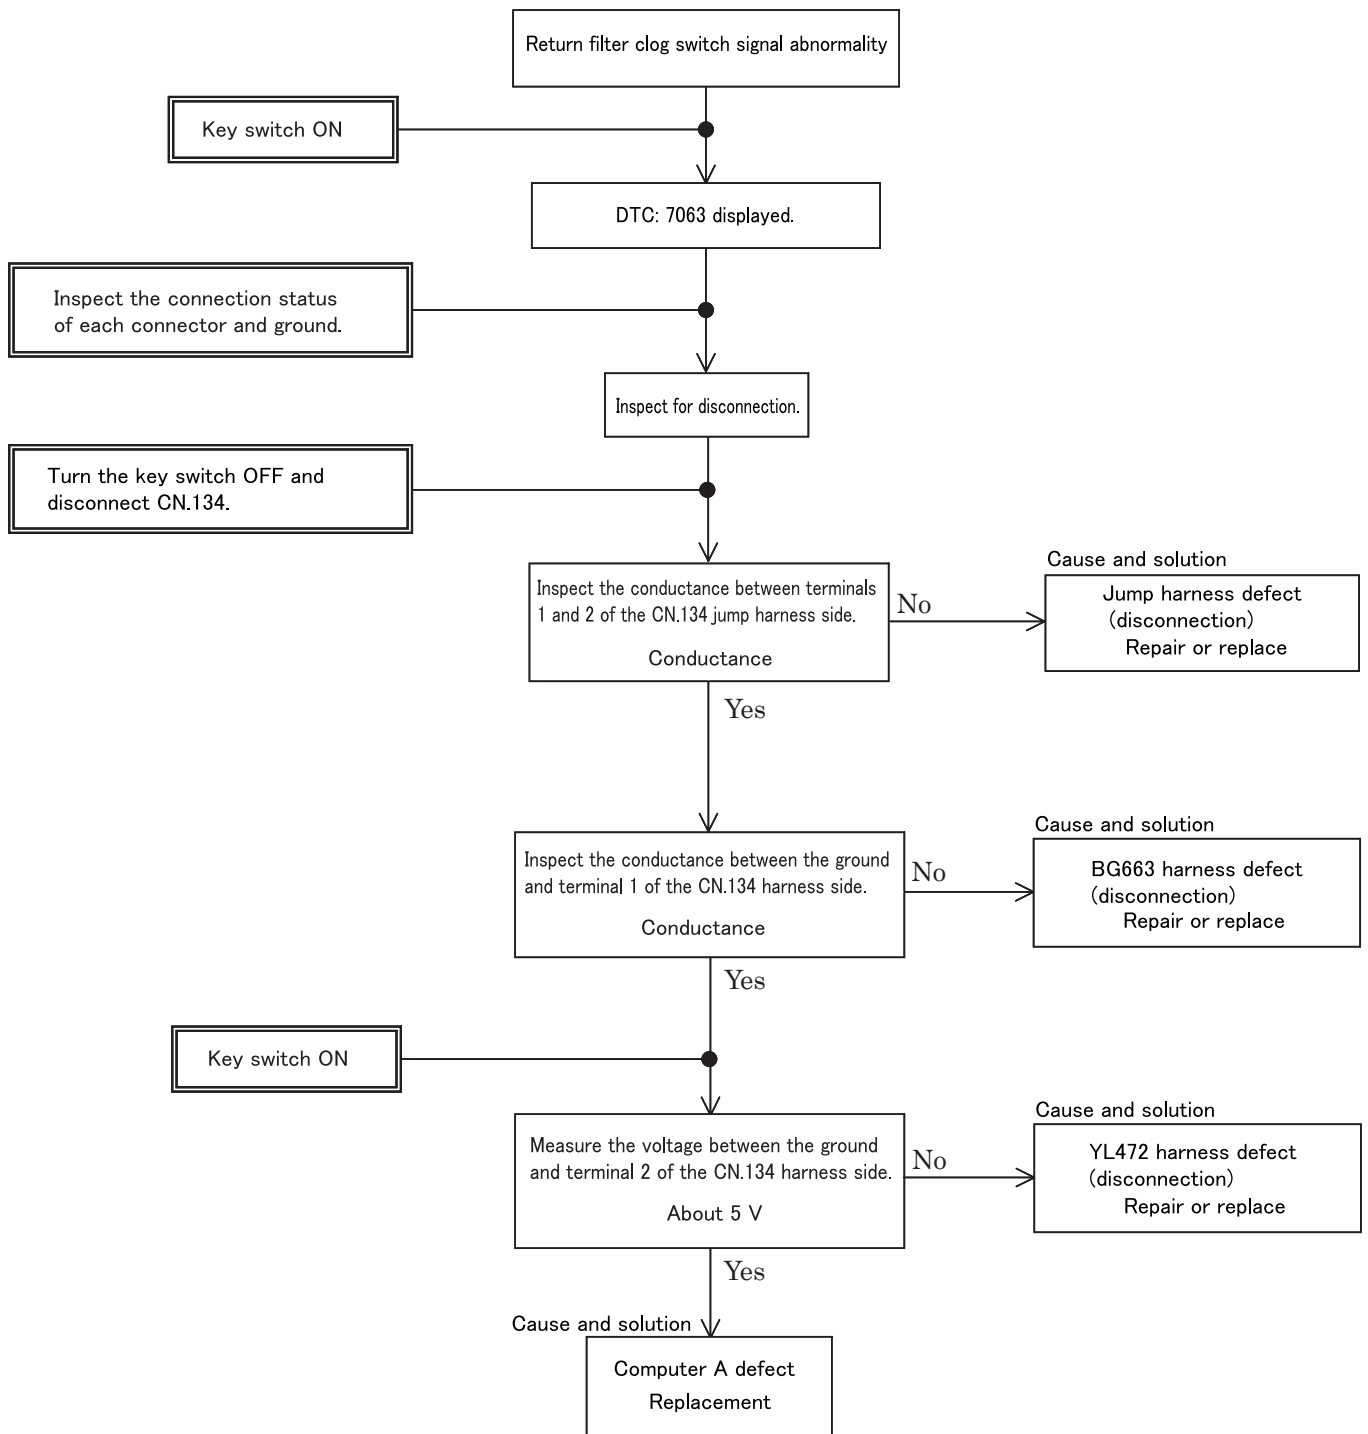 Return filter clog switch signal abnormality
Key switch ON
DTC: 7063 displayed.
Inspect the connection status
of each connector and ground.
Inspect for disconnection.
Turn the key switch OFF and
disconnect CN.134.
Inspect the conductance between terminals
1 and 2 of the CN.134 jump harness side.
Conductance
No
Cause and solution
Jump harness defect
(disconnection)
Repair or replace
Yes
Inspect the conductance between the ground
and terminal 1 of the CN.134 harness side.
Conductance
No
Cause and solution
BG663 harness defect
(disconnection)
Repair or replace
Yes
Key switch ON
Measure the voltage between the ground
and terminal 2 of the CN.134 harness side.
About 5 V
No
Cause and solution
YL472 harness defect
(disconnection)
Repair or replace
Yes
Cause and solution
Computer A defect
Replacement